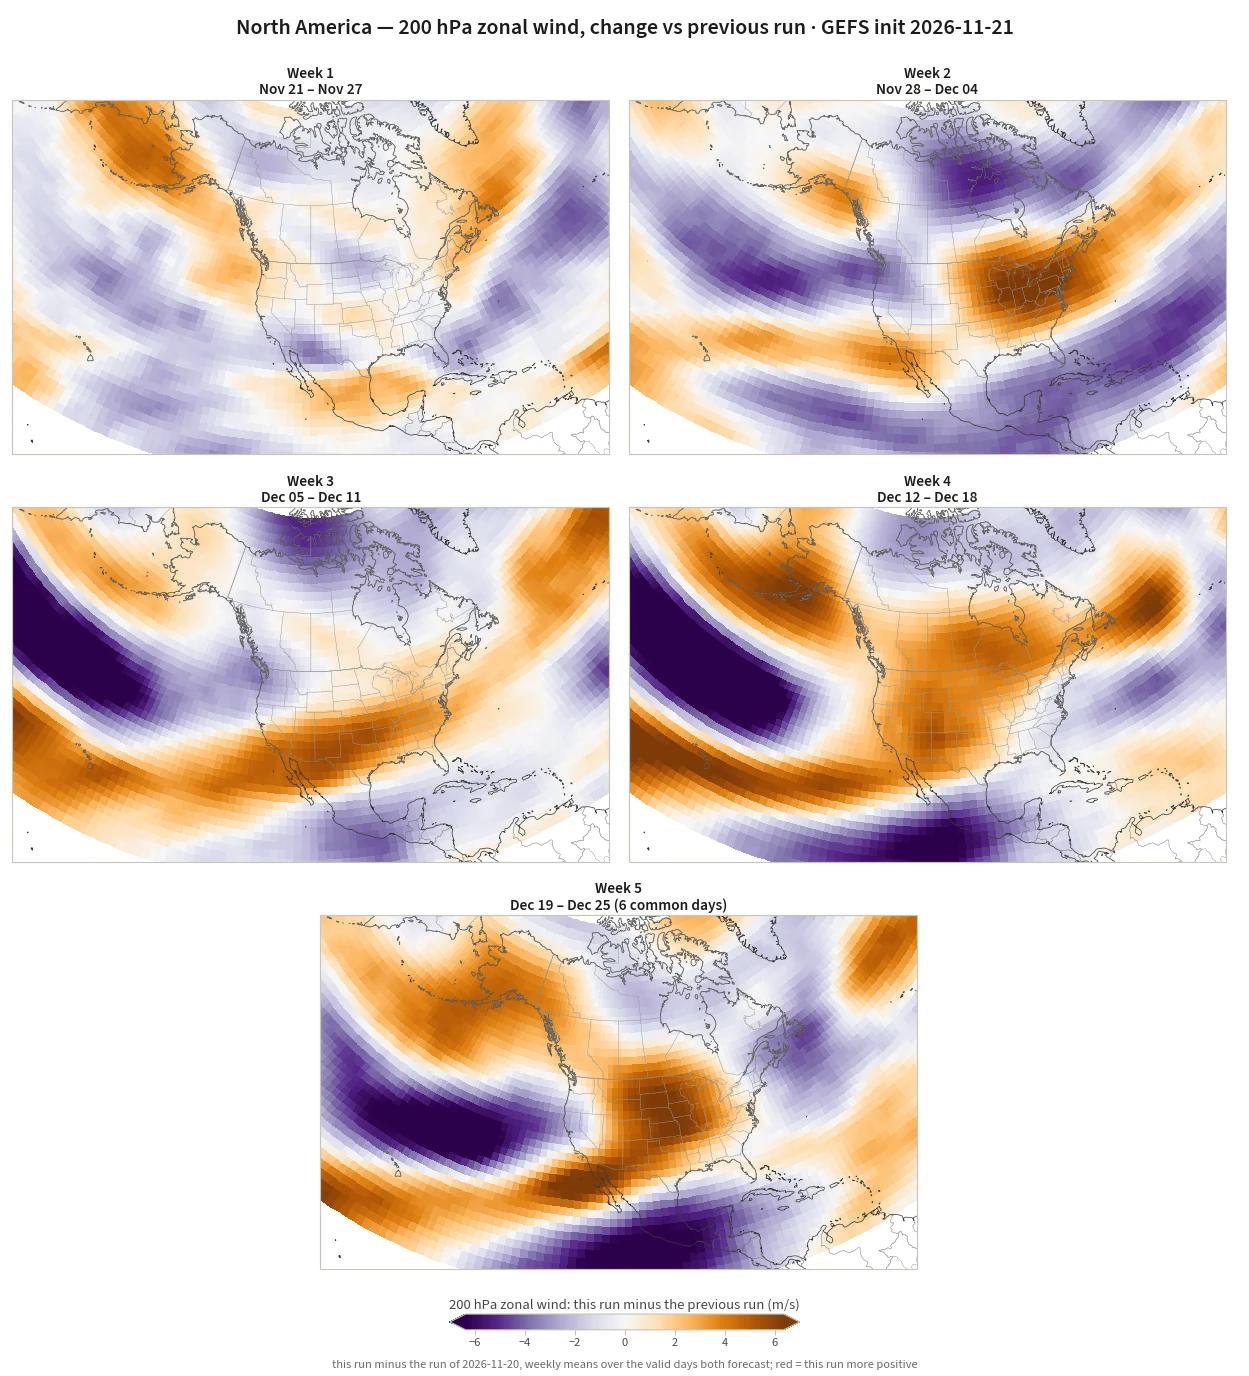 North America — 200 hPa zonal wind, change vs previous run · GEFS init 2026-11-21
Week 1
Nov 21 – Nov 27
Week 2
Nov 28 – Dec 04
Week 3
Dec 05 – Dec 11
Week 4
Dec 12 – Dec 18
Week 5
Dec 19 – Dec 25 (6 common days)
200 hPa zonal wind: this run minus the previous run (m/s)
−6 −4 −2 0 2 4 6
this run minus the run of 2026-11-20, weekly means over the valid days both forecast; red = this run more positive